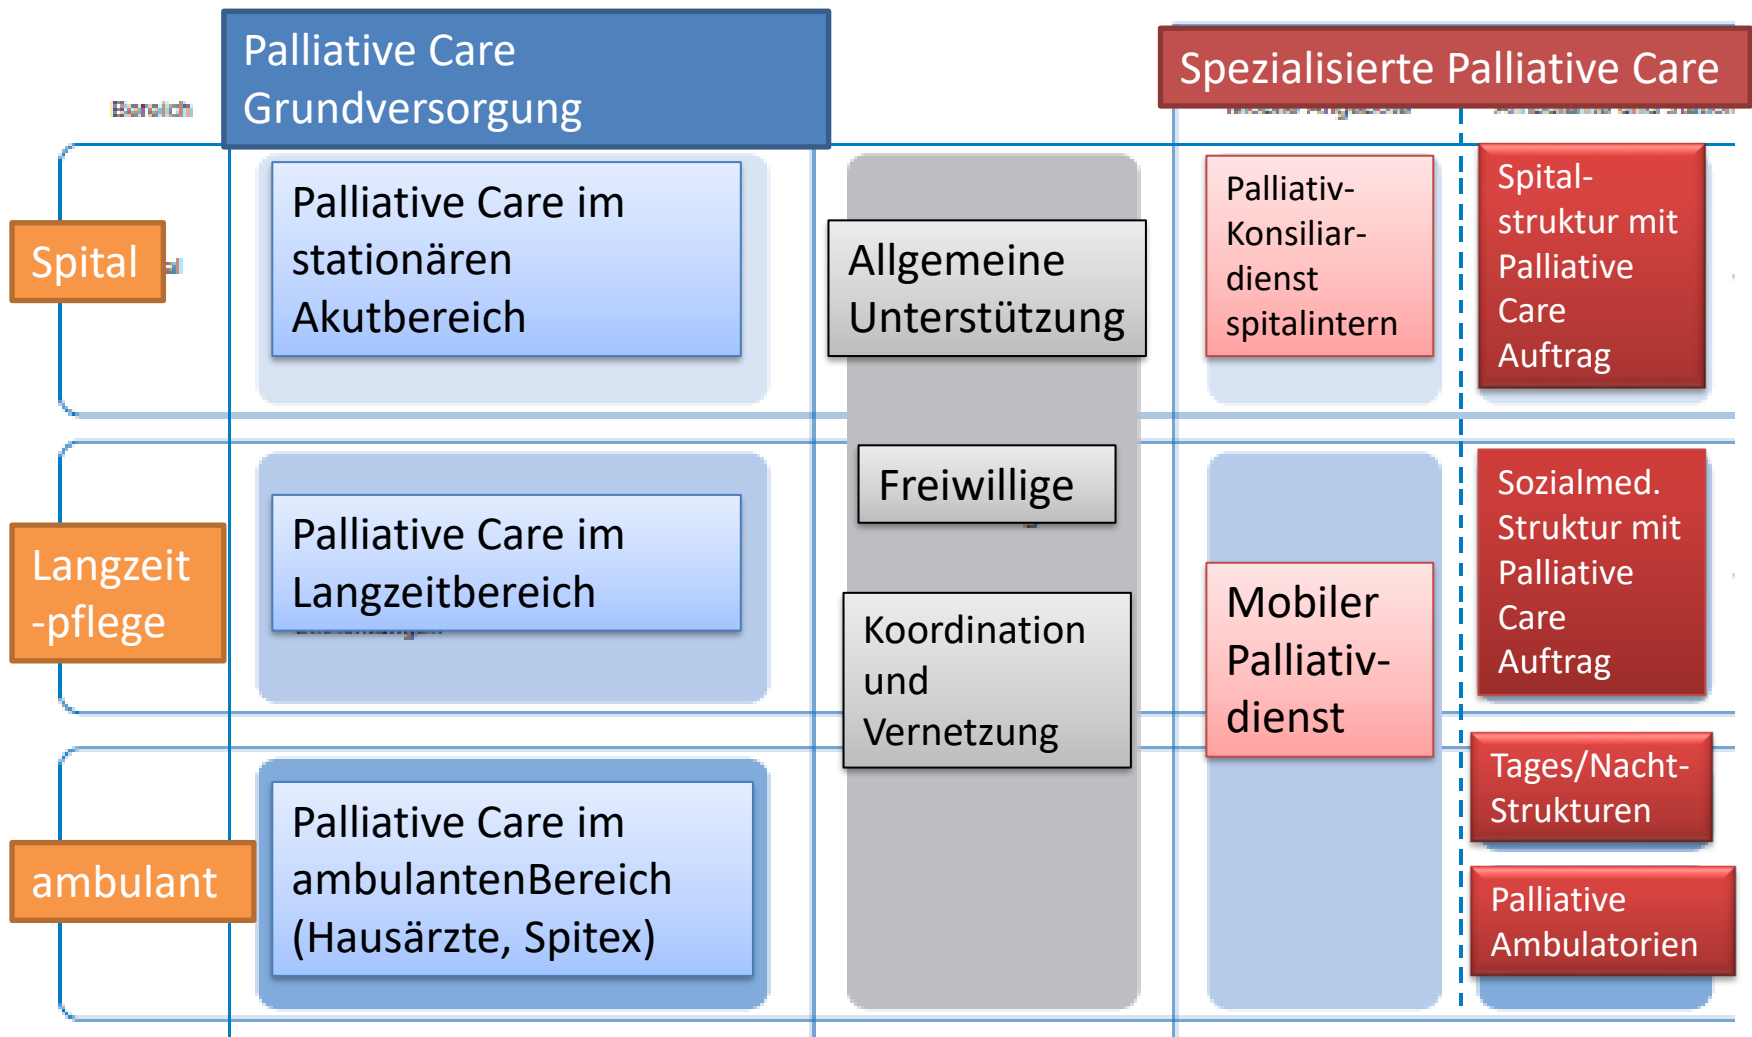 Palliative Care
Grundversorgung
Spezialisierte Palliative Care
Bereich
Spital
Palliative Care im
stationären
Akutbereich
Allgemeine
Unterstützung
Palliativ-
Konsiliar-
dienst
spitalintern
Spital-
struktur mit
Palliative
Care
Auftrag
Langzeit
-pflege
Palliative Care im
Langzeitbereich
Freiwillige
Koordination
und
Vernetzung
Mobiler
Palliativ-
dienst
Sozialmed.
Struktur mit
Palliative
Care
Auftrag
ambulant
Palliative Care im
ambulantenBereich
(Hausärzte, Spitex)
Tages/Nacht-
Strukturen
Palliative
Ambulatorien